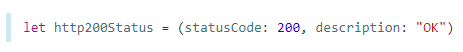 let http200Status = (statusCode: 200, description: "OK")